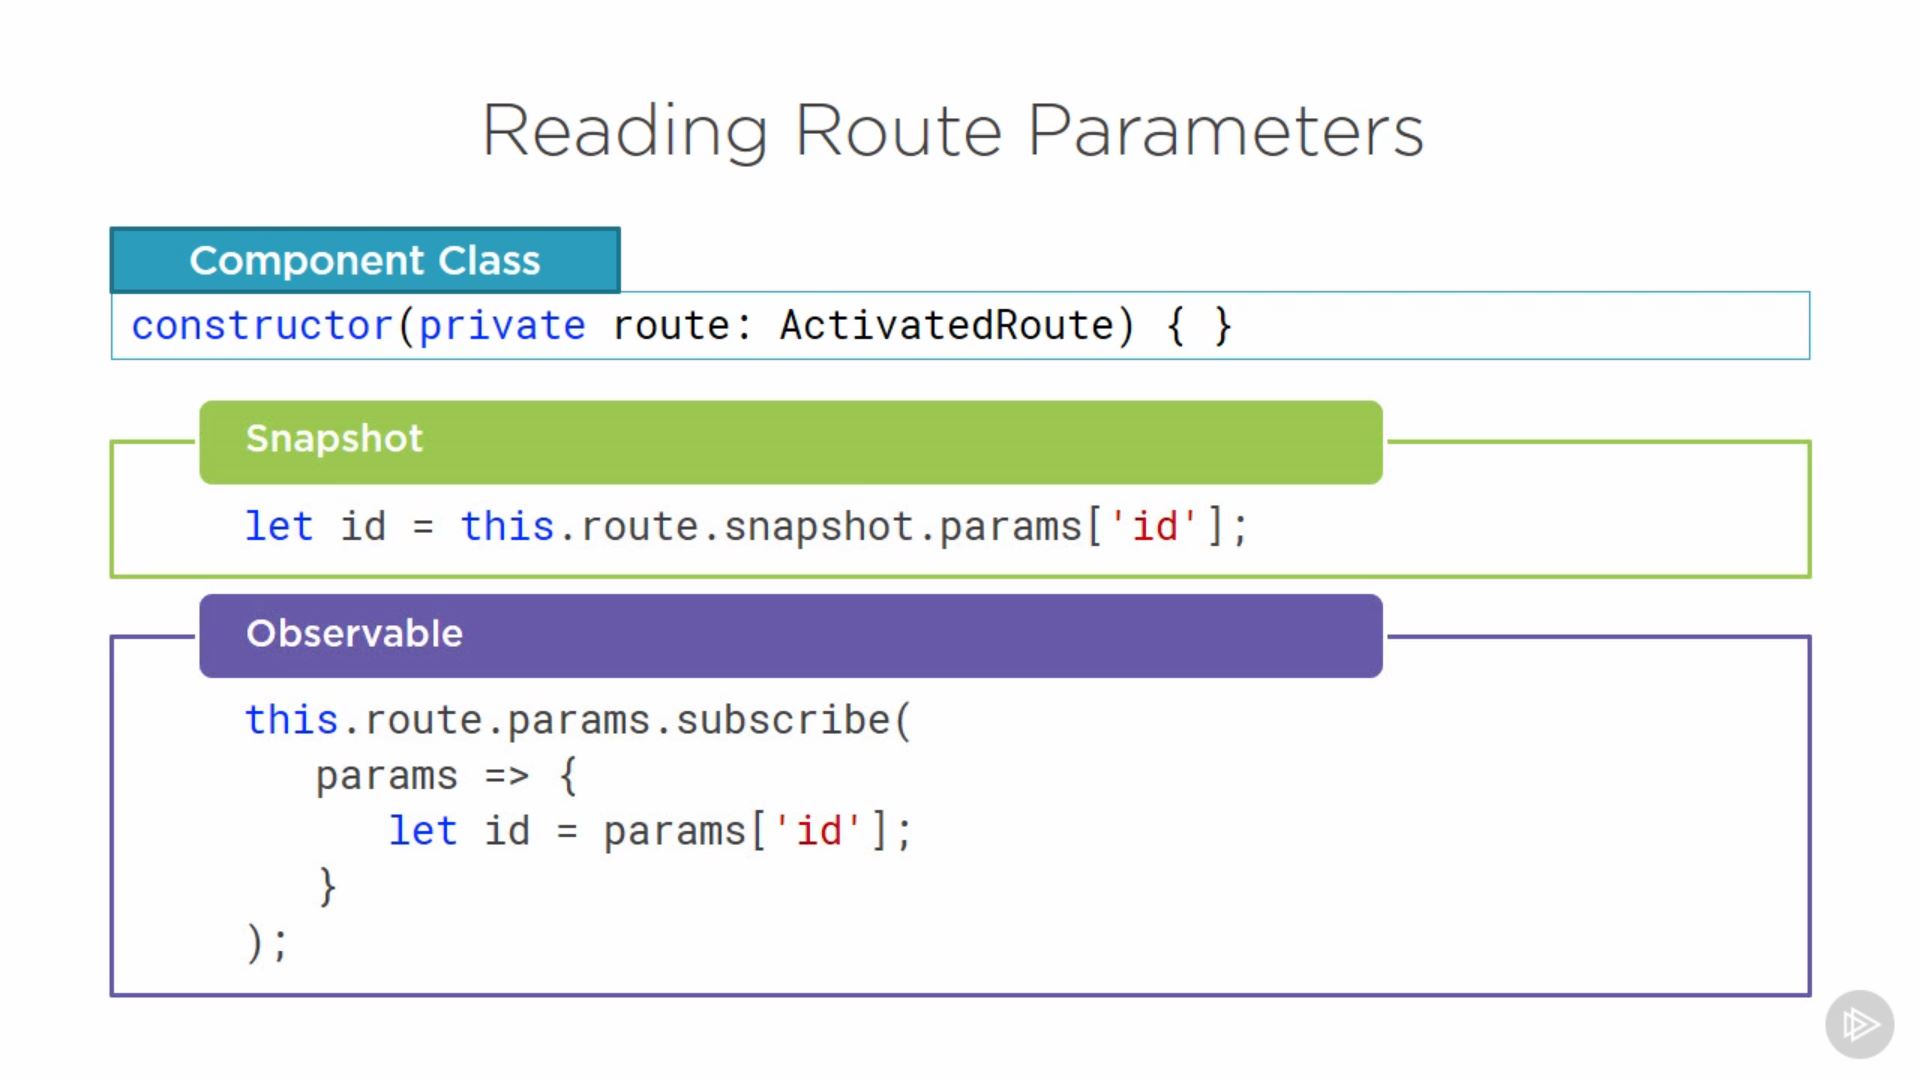 Reading Route Parameters
Component Class
constructor(private route: ActivatedRoute) { }
Snapshot
let id = this.route.snapshot.params['id'];
Observable
this.route.params.subscribe(
   params => {
      let id = params['id'];
   }
);